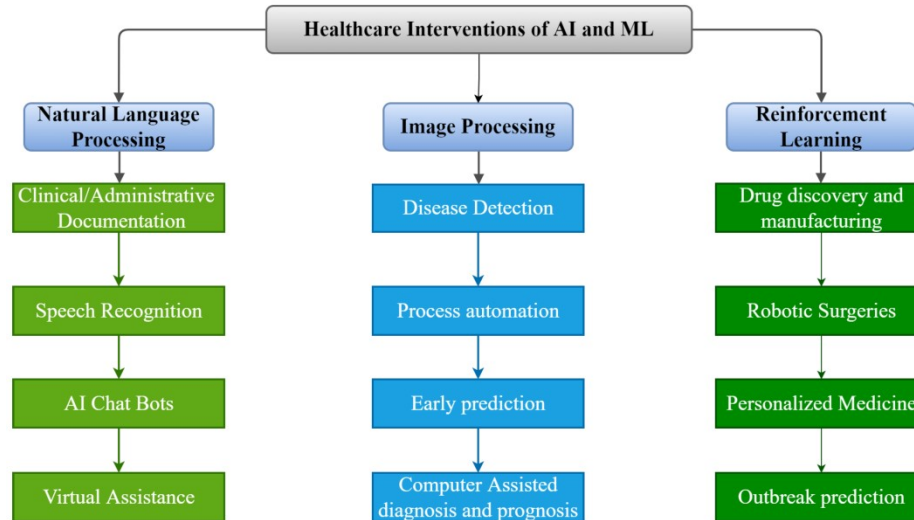 Healthcare Interventions of AI and ML
Natural Language
Processing
Image Processing
Reinforcement
Learning
Clinical/Administrative
Documentation
Disease Detection
Drug discovery and
manufacturing
Speech Recognition
Process automation
Robotic Surgeries
AI Chat Bots
Early prediction
Personalized Medicine
Virtual Assistance
Computer Assisted
diagnosis and prognosis
Outbreak prediction